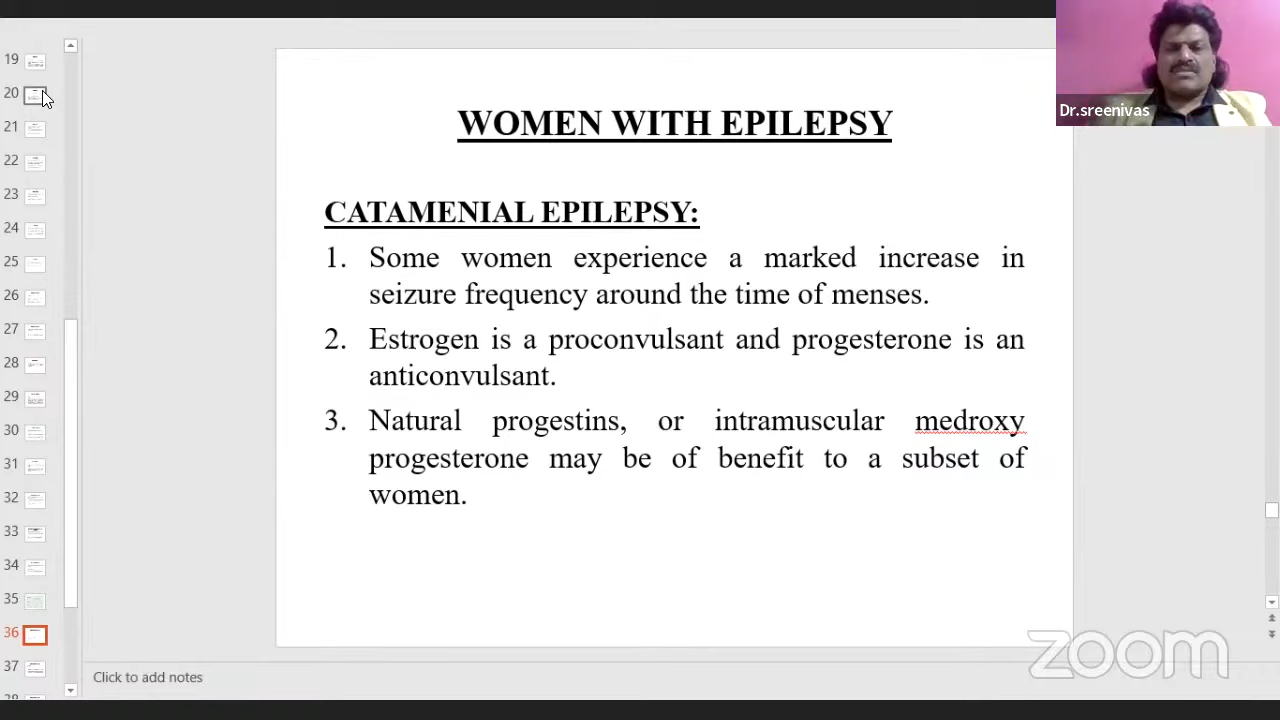 Dr.sreenivas
19
20
21
22
23
24
25
26
27
28
29
30
31
32
33
34
35
36
37
WOMEN WITH EPILEPSY
CATAMENIAL EPILEPSY:
1. Some women experience a marked increase in
seizure frequency around the time of menses.
2. Estrogen is a proconvulsant and progesterone is an
anticonvulsant.
3. Natural progestins, or intramuscular medroxy
progesterone may be of benefit to a subset of
women.
zoom
Click to add notes